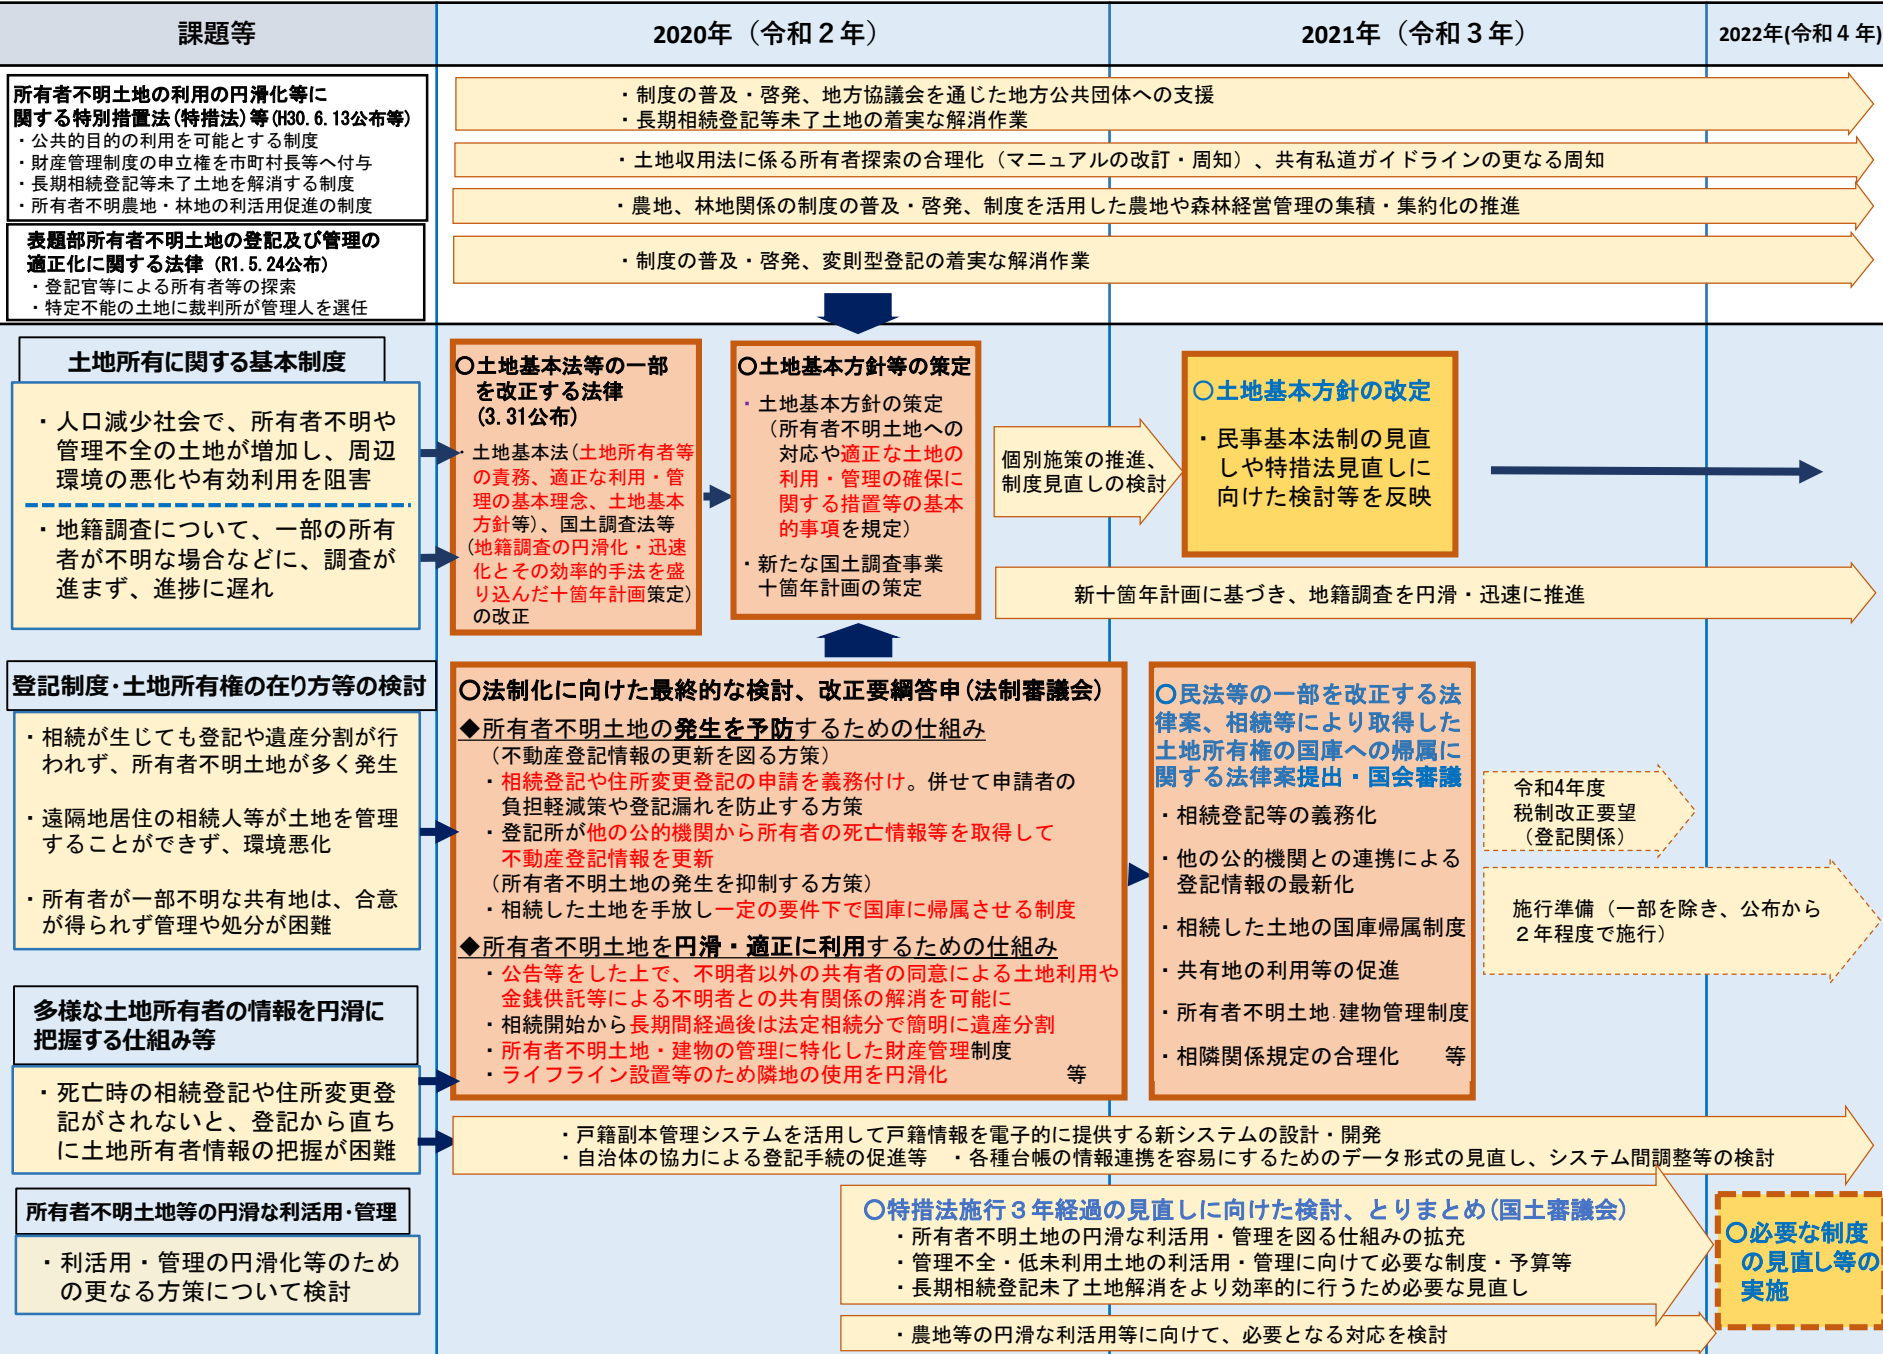 課題等
2020年（令和２年）
2021年（令和３年）
2022年(令和４年)
所有者不明土地の利用の円滑化等に
関する特別措置法(特措法)等(H30.6.13公布等)
・公共的目的の利用を可能とする制度
・財産管理制度の申立権を市町村長等へ付与
・長期相続登記等未了土地を解消する制度
・所有者不明農地・林地の利活用促進の制度
・制度の普及・啓発、地方協議会を通じた地方公共団体への支援
・長期相続登記等未了土地の着実な解消作業
・土地収用法に係る所有者探索の合理化（マニュアルの改訂・周知）、共有私道ガイドラインの更なる周知
・農地、林地関係の制度の普及・啓発、制度を活用した農地や森林経営管理の集積・集約化の推進
表題部所有者不明土地の登記及び管理の
適正化に関する法律（R1.5.24公布）
・登記官等による所有者等の探索
・特定不能の土地に裁判所が管理人を選任
・制度の普及・啓発、変則型登記の着実な解消作業
土地所有に関する基本制度
・人口減少社会で、所有者不明や
管理不全の土地が増加し、周辺
環境の悪化や有効利用を阻害
・地籍調査について、一部の所有
者が不明な場合などに、調査が
進まず、進捗に遅れ
〇土地基本法等の一部
を改正する法律
(3.31公布)
・土地基本法(土地所有者等
の責務、適正な利用・管
理の基本理念、土地基本
方針等)、国土調査法等
(地籍調査の円滑化・迅速
化とその効率的手法を盛
り込んだ十箇年計画策定)
の改正
〇土地基本方針等の策定
・土地基本方針の策定
（所有者不明土地への
対応や適正な土地の
利用・管理の確保に
関する措置等の基本
的事項を規定）
・新たな国土調査事業
十箇年計画の策定
個別施策の推進、
制度見直しの検討
〇土地基本方針の改定
・民事基本法制の見直
しや特措法見直しに
向けた検討等を反映
新十箇年計画に基づき、地籍調査を円滑・迅速に推進
登記制度･土地所有権の在り方等の検討
・相続が生じても登記や遺産分割が行
われず、所有者不明土地が多く発生
・遠隔地居住の相続人等が土地を管理
することができず、環境悪化
・所有者が一部不明な共有地は、合意
が得られず管理や処分が困難
〇法制化に向けた最終的な検討、改正要綱答申(法制審議会)
◆所有者不明土地の発生を予防するための仕組み
（不動産登記情報の更新を図る方策）
・相続登記や住所変更登記の申請を義務付け。併せて申請者の
負担軽減策や登記漏れを防止する方策
・登記所が他の公的機関から所有者の死亡情報等を取得して
不動産登記情報を更新
（所有者不明土地の発生を抑制する方策）
・相続した土地を手放し一定の要件下で国庫に帰属させる制度
◆所有者不明土地を円滑・適正に利用するための仕組み
・公告等をした上で、不明者以外の共有者の同意による土地利用や
金銭供託等による不明者との共有関係の解消を可能に
・相続開始から長期間経過後は法定相続分で簡明に遺産分割
・所有者不明土地・建物の管理に特化した財産管理制度
・ライフライン設置等のため隣地の使用を円滑化　等
〇民法等の一部を改正する法
律案、相続等により取得した
土地所有権の国庫への帰属に
関する法律案提出・国会審議
・相続登記等の義務化
・他の公的機関との連携による
登記情報の最新化
・相続した土地の国庫帰属制度
・共有地の利用等の促進
・所有者不明土地.建物管理制度
・相隣関係規定の合理化　等
令和4年度
税制改正要望
（登記関係）
施行準備（一部を除き、公布から
２年程度で施行）
多様な土地所有者の情報を円滑に
把握する仕組み等
・死亡時の相続登記や住所変更登
記がされないと、登記から直ち
に土地所有者情報の把握が困難
・戸籍副本管理システムを活用して戸籍情報を電子的に提供する新システムの設計・開発
・自治体の協力による登記手続の促進等　・各種台帳の情報連携を容易にするためのデータ形式の見直し、システム間調整等の検討
所有者不明土地等の円滑な利活用･管理
・利活用・管理の円滑化等のため
の更なる方策について検討
〇特措法施行３年経過の見直しに向けた検討、とりまとめ(国土審議会)
・所有者不明土地の円滑な利活用・管理を図る仕組みの拡充
・管理不全・低未利用土地の利活用・管理に向けて必要な制度・予算等
・長期相続登記未了土地解消をより効率的に行うため必要な見直し
・農地等の円滑な利活用等に向けて、必要となる対応を検討
〇必要な制度
の見直し等の
実施